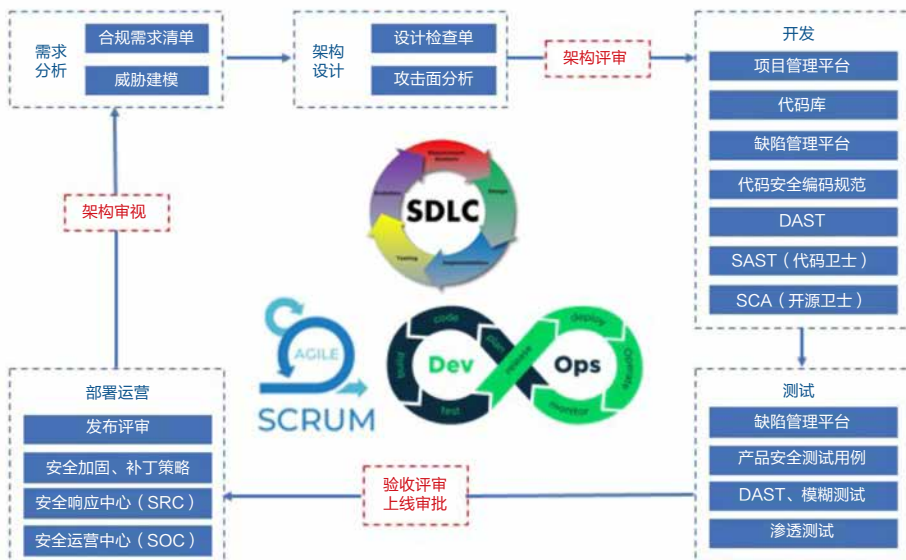 需求
分析
合规需求清单
威胁建模
架构
设计
设计检查单
攻击面分析
架构评审
开发
项目管理平台
代码库
缺陷管理平台
代码安全编码规范
DAST
SAST（代码卫士）
SCA（开源卫士）
架构审视
SDLC
Design
Testing
Evolution
AGILE
SCRUM
Dev
Ops
code
build
test
plan
release
deploy
operate
monitor
部署运营
发布评审
安全加固、补丁策略
安全响应中心（SRC）
安全运营中心（SOC）
验收评审
上线审批
测试
缺陷管理平台
产品安全测试用例
DAST、模糊测试
渗透测试